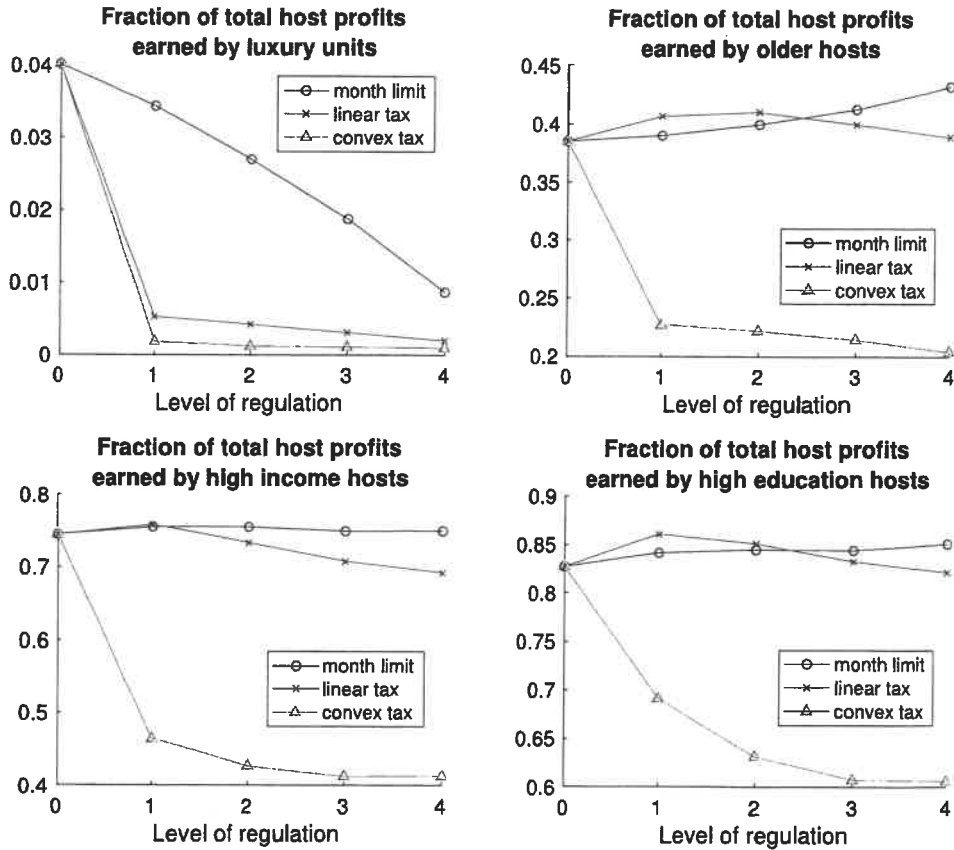 Fraction of total host profits
earned by luxury units
0.04
0.03
0.02
0.01
0
month limit
linear tax
convex tax
0 1 2 3 4
Level of regulation
Fraction of total host profits
earned by older hosts
0.45
0.4
0.35
0.3
0.25
0.2
month limit
linear tax
convex tax
0 1 2 3 4
Level of regulation
Fraction of total host profits
earned by high income hosts
0.8
0.7
0.6
0.5
0.4
month limit
linear tax
convex tax
0 1 2 3 4
Level of regulation
Fraction of total host profits
earned by high education hosts
0.9
0.85
0.8
0.75
0.7
0.65
0.6
month limit
linear tax
convex tax
0 1 2 3 4
Level of regulation